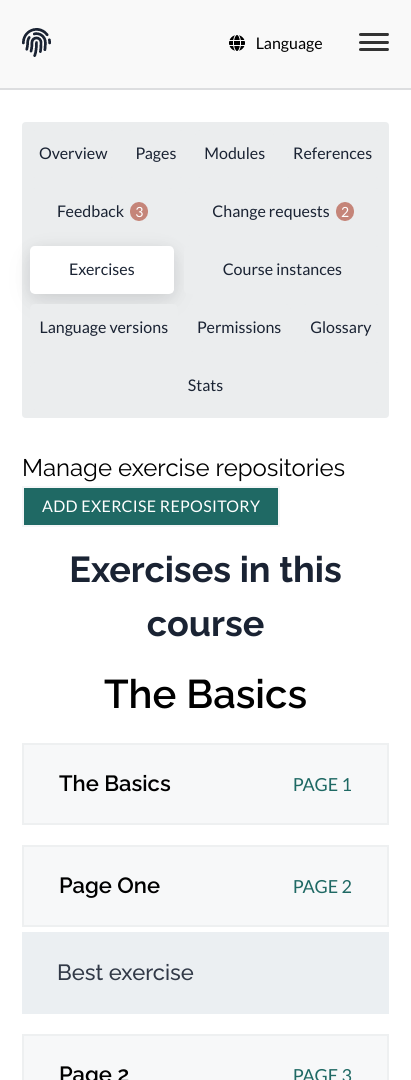 Language
Overview Pages Modules References
Feedback 3 Change requests 2
Exercises Course instances
Language versions Permissions Glossary
Stats
Manage exercise repositories
ADD EXERCISE REPOSITORY
Exercises in this
course
The Basics
The Basics PAGE 1
Page One PAGE 2
Best exercise
Page 2 PAGE 3